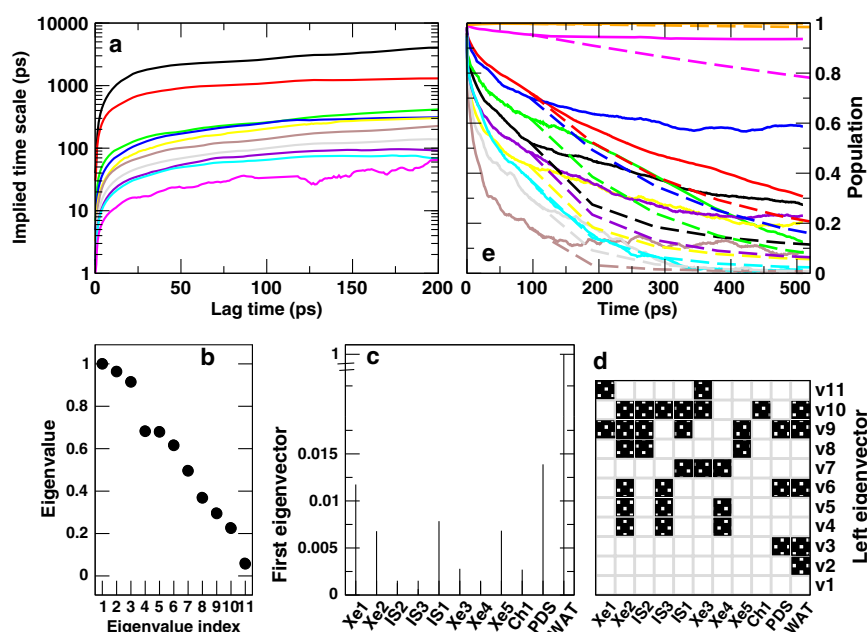 a
Implied time scale (ps)
10000
1000
100
10
1
0 50 100 150 200
Lag time (ps)
e
Population
1
0.8
0.6
0.4
0.2
0
0 100 200 300 400 500
Time (ps)
b
Eigenvalue
1
0.8
0.6
0.4
0.2
0
1 2 3 4 5 6 7 8 9 10 11
Eigenvalue index
c
First eigenvector
1
0.015
0.01
0.005
0
Xe1 Xe2 IS2 IS3 IS1 Xe3 Xe4 Xe5 Ch1 PDS WAT
d
Left eigenvector
v11
v10
v9
v8
v7
v6
v5
v4
v3
v2
v1
Xe1 Xe2 IS2 IS3 IS1 Xe3 Xe4 Xe5 Ch1 PDS WAT